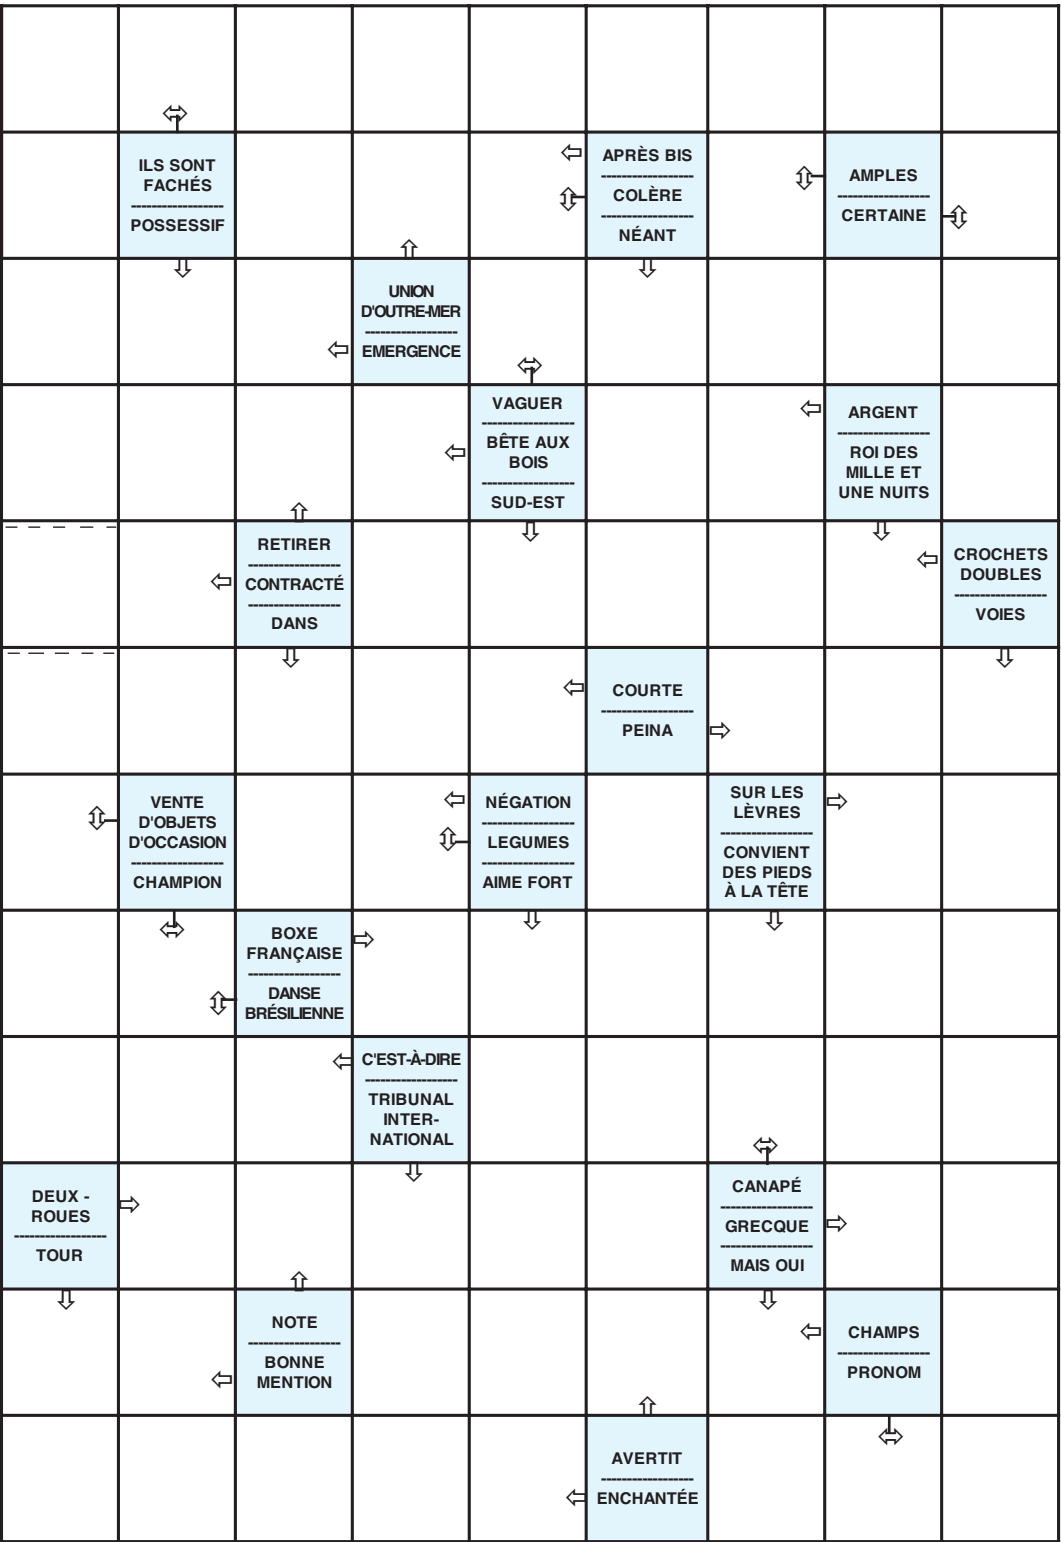 ILS SONT
FACHÉS
POSSESSIF
APRÈS BIS
COLÈRE
NÉANT
AMPLES
CERTAINE
UNION
D'OUTRE-MER
EMERGENCE
VAGUER
BÊTE AUX
BOIS
SUD-EST
ARGENT
ROI DES
MILLE ET
UNE NUITS
RETIRER
CONTRACTÉ
DANS
CROCHETS
DOUBLES
VOIES
COURTE
PEINA
VENTE
D'OBJETS
D'OCCASION
CHAMPION
NÉGATION
LEGUMES
AIME FORT
SUR LES
LÈVRES
CONVIENT
DES PIEDS
À LA TÊTE
BOXE
FRANÇAISE
DANSE
BRÉSILIENNE
C'EST-À-DIRE
TRIBUNAL
INTER-
NATIONAL
DEUX -
ROUES
TOUR
CANAPÉ
GRECQUE
MAIS OUI
NOTE
BONNE
MENTION
CHAMPS
PRONOM
AVERTIT
ENCHANTÉE